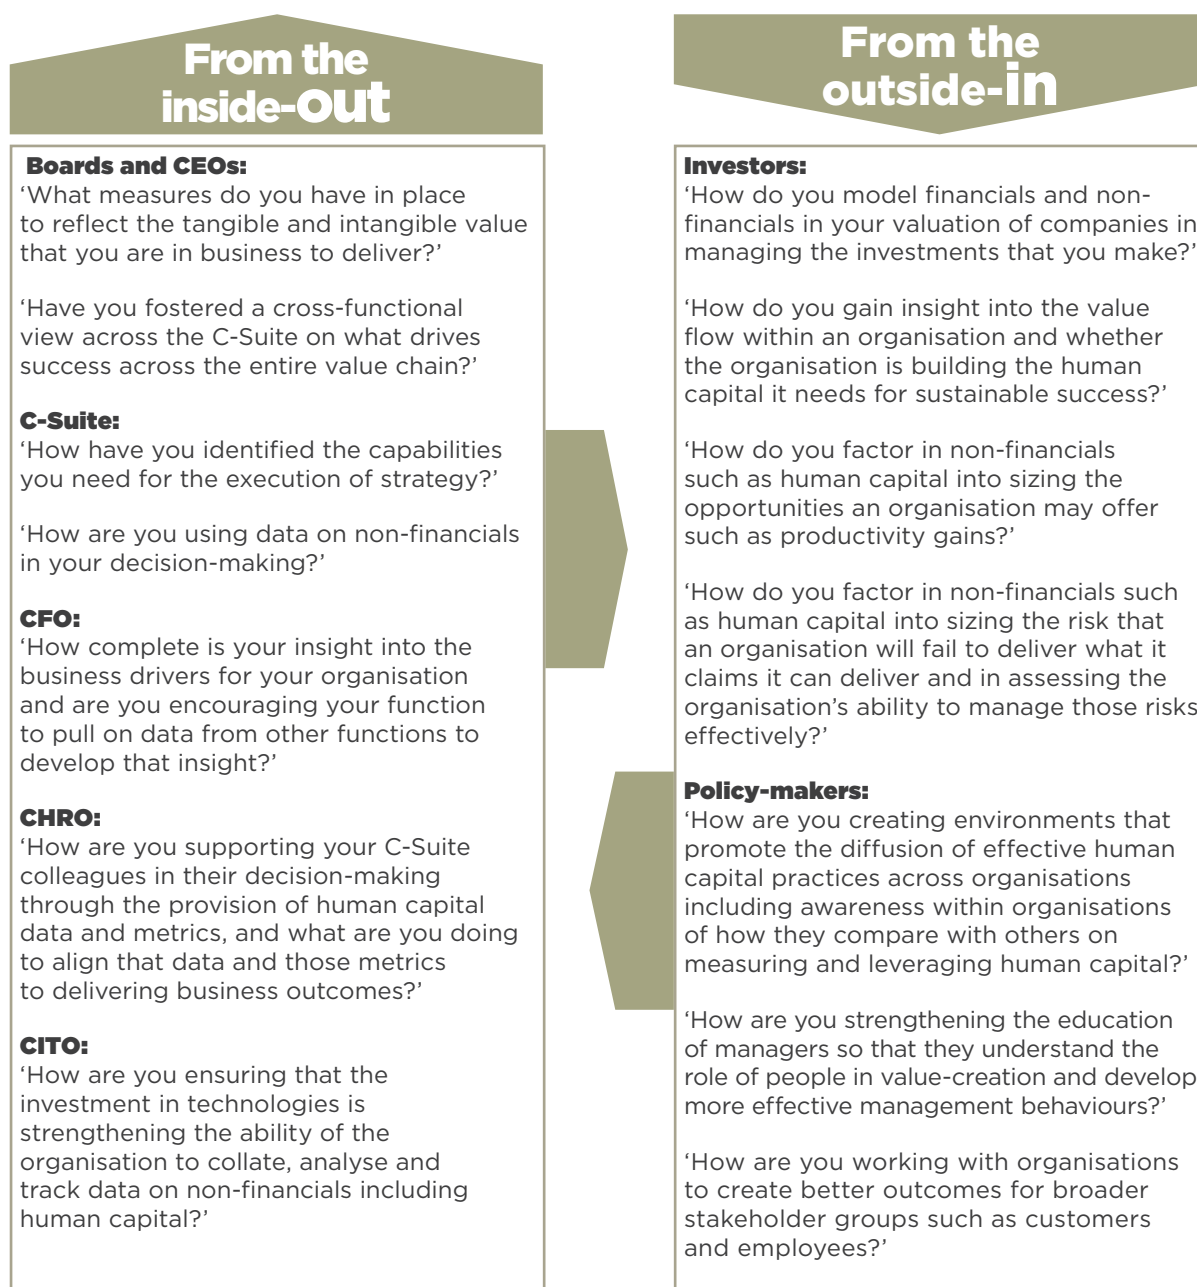 From the
inside-out
Boards and CEOs:
‘What measures do you have in place
to reflect the tangible and intangible value
that you are in business to deliver?’
‘Have you fostered a cross-functional
view across the C-Suite on what drives
success across the entire value chain?’
C-Suite:
‘How have you identified the capabilities
you need for the execution of strategy?’
‘How are you using data on non-financials
in your decision-making?’
CFO:
‘How complete is your insight into the
business drivers for your organisation
and are you encouraging your function
to pull on data from other functions to
develop that insight?’
CHRO:
‘How are you supporting your C-Suite
colleagues in their decision-making
through the provision of human capital
data and metrics, and what are you doing
to align that data and those metrics
to delivering business outcomes?’
CITO:
‘How are you ensuring that the
investment in technologies is
strengthening the ability of the
organisation to collate, analyse and
track data on non-financials including
human capital?’
From the
outside-in
Investors:
‘How do you model financials and non-
financials in your valuation of companies in
managing the investments that you make?’
‘How do you gain insight into the value
flow within an organisation and whether
the organisation is building the human
capital it needs for sustainable success?’
‘How do you factor in non-financials
such as human capital into sizing the
opportunities an organisation may offer
such as productivity gains?’
‘How do you factor in non-financials such
as human capital into sizing the risk that
an organisation will fail to deliver what it
claims it can deliver and in assessing the
organisation’s ability to manage those risks
effectively?’
Policy-makers:
‘How are you creating environments that
promote the diffusion of effective human
capital practices across organisations
including awareness within organisations
of how they compare with others on
measuring and leveraging human capital?’
‘How are you strengthening the education
of managers so that they understand the
role of people in value-creation and develop
more effective management behaviours?’
‘How are you working with organisations
to create better outcomes for broader
stakeholder groups such as customers
and employees?’